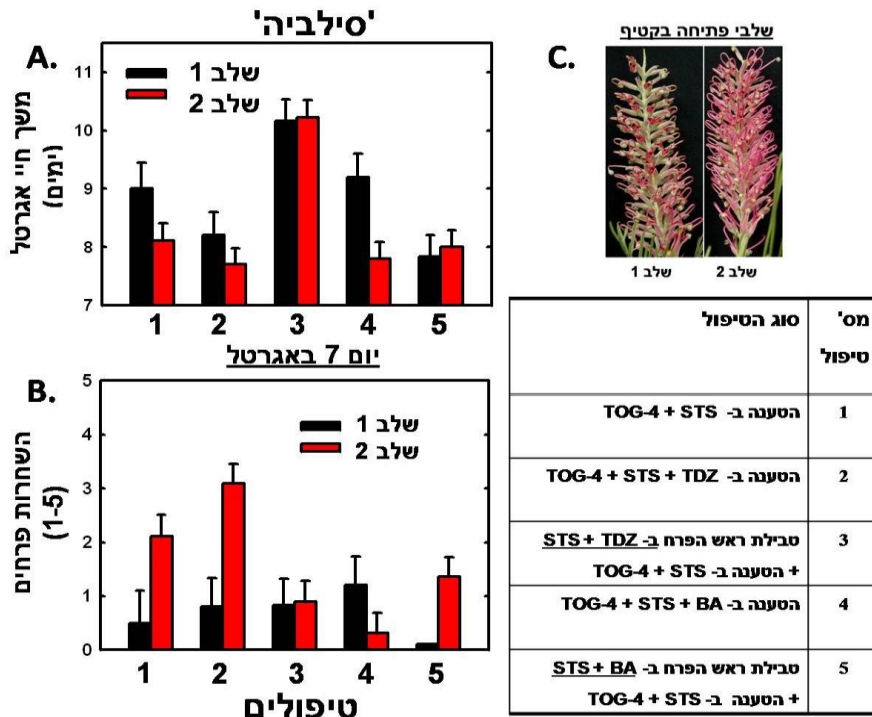 'סילביה'
A.
שלב 1
שלב 2
משך חיי אגרטל
(ימים)
11
10
9
8
7
1 2 3 4 5
יום 7 באגרטל
B.
שלב 1
שלב 2
השחרות פרחים
(1-5)
5
4
3
2
1
0
1 2 3 4 5
טיפולים
C.
שלבי פתיחה בקטיף
שלב 1
שלב 2
מס' טיפול
סוג הטיפול
1
הטענה ב- TOG-4 + STS
2
הטענה ב- TOG-4 + STS + TDZ
3
טבילת ראש הפרח ב- STS + TDZ
+ הטענה ב- TOG-4 + STS
4
הטענה ב- TOG-4 + STS + BA
5
טבילת ראש הפרח ב- STS + BA
+ הטענה ב- TOG-4 + STS